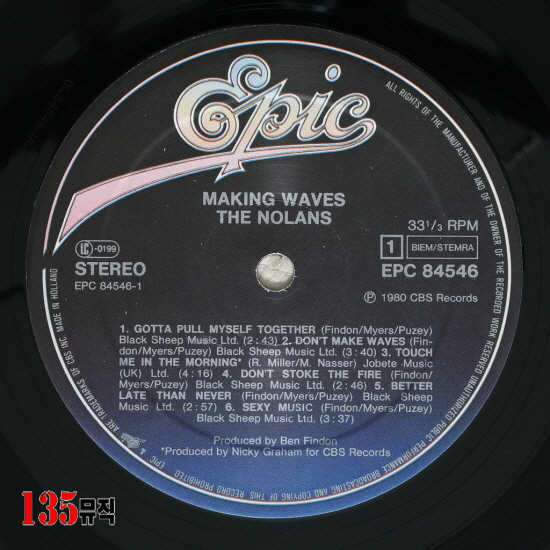 Epic
MAKING WAVES
THE NOLANS
33 1/3 RPM
LC -0199
1 BIEM/STEMRA
STEREO
EPC 84546
EPC 84546-1
℗ 1980 CBS Records
1. GOTTA PULL MYSELF TOGETHER (Findon/Myers/Puzey)
Black Sheep Music Ltd. (2:43) 2. DON'T MAKE WAVES (Fin-
don/Myers/Puzey) Black Sheep Music Ltd. (3:40) 3. TOUCH
ME IN THE MORNING* (R. Miller/M. Nasser) Jobete Music
(UK) Ltd. (4:16) 4. DON'T STOKE THE FIRE (Findon/
Myers/Puzey) Black Sheep Music Ltd. (2:46) 5. BETTER
LATE THAN NEVER (Findon/Myers/Puzey) Black Sheep
Music Ltd. (2:57) 6. SEXY MUSIC (Findon/Myers/Puzey)
Black Sheep Music Ltd. (3:37)
Produced by Ben Findon
*Produced by Nicky Graham for CBS Records
ALL RIGHTS OF THE MANUFACTURER AND OF THE OWNER OF THE RECORDED WORK RESERVED UNAUTHORIZED PUBLIC PERFORMANCE BROADCASTING AND COPYING OF THIS RECORD PROHIBITED
EPIC & ARE TRADEMARKS OF CBS INC. MADE IN HOLLAND
135뮤직